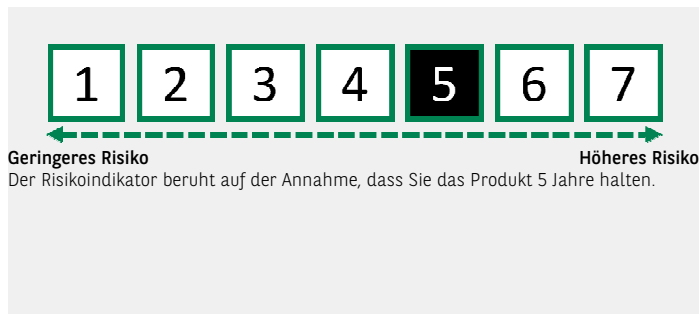 1 2 3 4 5 6 7
Geringeres Risiko Höheres Risiko
Der Risikoindikator beruht auf der Annahme, dass Sie das Produkt 5 Jahre halten.